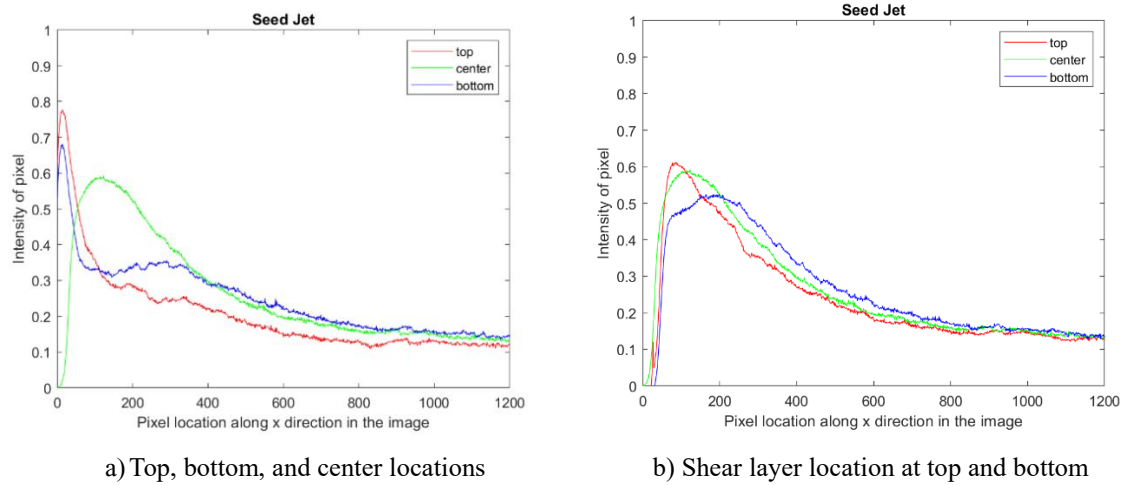 Seed Jet
1
0.9
0.8
0.7
0.6
0.5
0.4
0.3
0.2
0.1
0
Intensity of pixel
top
center
bottom
0 200 400 600 800 1000 1200
Pixel location along x direction in the image
a) Top, bottom, and center locations
Seed Jet
1
0.9
0.8
0.7
0.6
0.5
0.4
0.3
0.2
0.1
0
Intensity of pixel
top
center
bottom
0 200 400 600 800 1000 1200
Pixel location along x direction in the image
b) Shear layer location at top and bottom